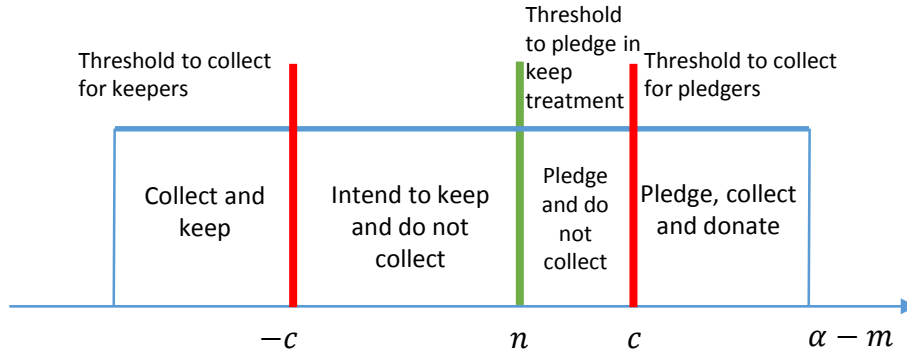 Threshold to collect
for keepers
Threshold
to pledge in
keep
treatment
Threshold to collect
for pledgers
Collect and
keep
Intend to keep
and do not
collect
Pledge
and do
not
collect
Pledge, collect
and donate
−c
n
c
α − m